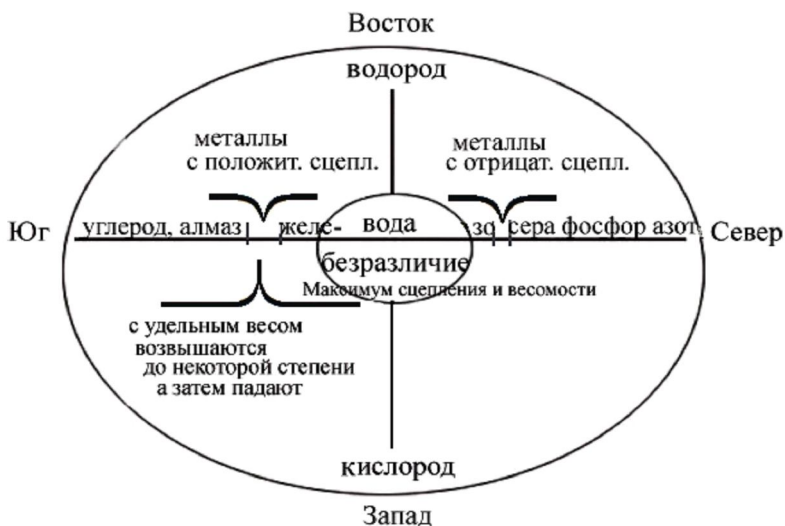 Восток
водород
металлы
с положит. сцепл.
металлы
с отрицат. сцепл.
Юг
углерод, алмаз
желе-
вода
зо
сера фосфор азот
Север
безразличие
Максимум сцепления и весомости
с удельным весом
возвышаются
до некоторой степени
а затем падают
кислород
Запад